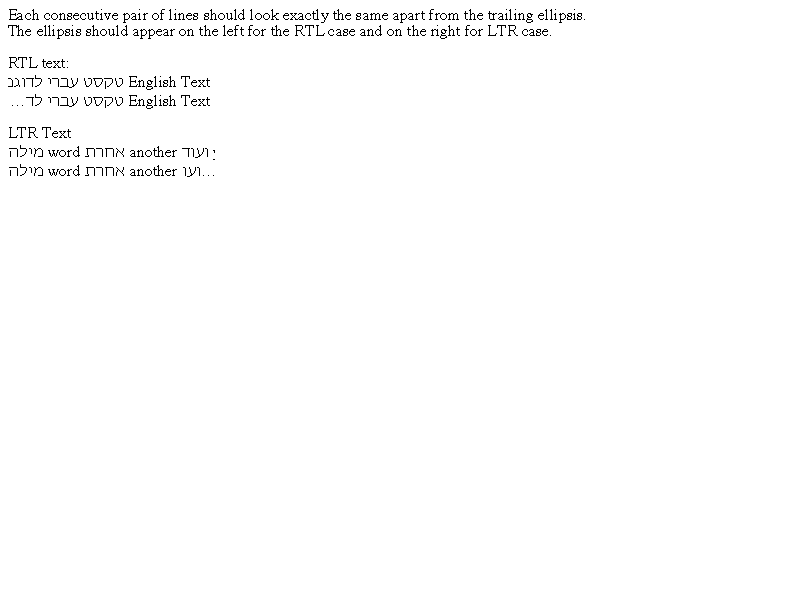 Each consecutive pair of lines should look exactly the same apart from the trailing ellipsis.
The ellipsis should appear on the left for the RTL case and on the right for LTR case.
RTL text:
English Text טקסט עברי לדוגמ
English Text טקסט עברי לד…
LTR Text
מילה word אחרת another ועוד
מילה word אחרת another ועו…